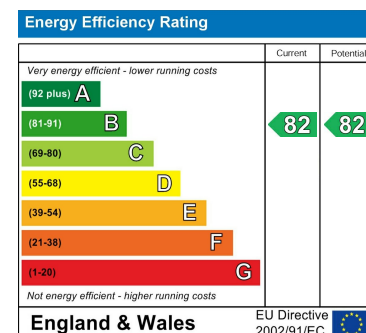 Energy Efficiency Rating
Current Potential
Very energy efficient - lower running costs
(92 plus) A
(81-91) B 82 82
(69-80) C
(55-68) D
(39-54) E
(21-38) F
(1-20) G
Not energy efficient - higher running costs
England & Wales
EU Directive
2002/91/EC